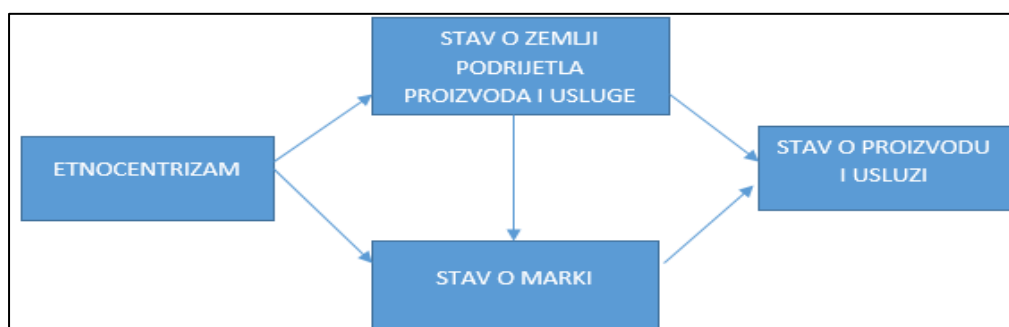 STAV O ZEMLJI
PODRIJETLA
PROIZVODA I USLUGE
ETNOCENTRIZAM
STAV O PROIZVODU
I USLUZI
STAV O MARKI